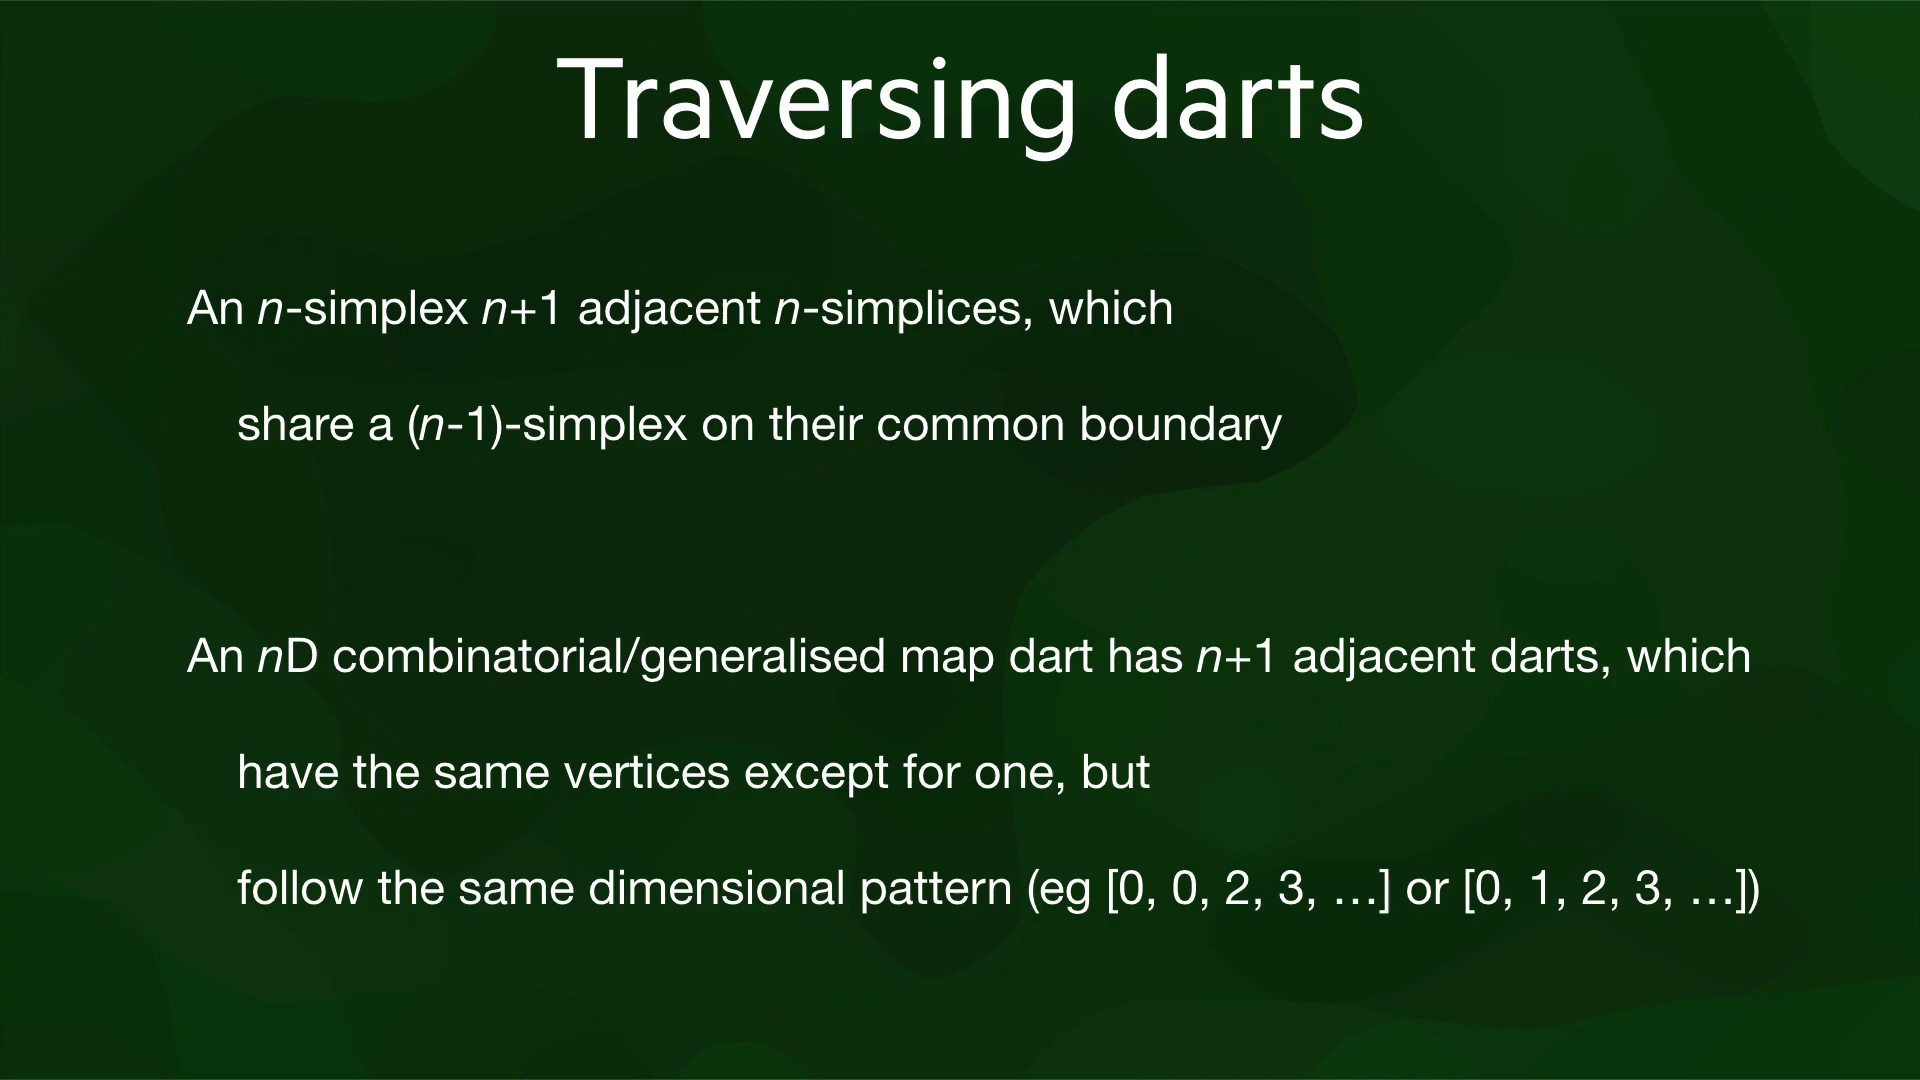 Traversing darts
An n-simplex n+1 adjacent n-simplices, which
share a (n-1)-simplex on their common boundary
An nD combinatorial/generalised map dart has n+1 adjacent darts, which
have the same vertices except for one, but
follow the same dimensional pattern (eg [0, 0, 2, 3, …] or [0, 1, 2, 3, …])